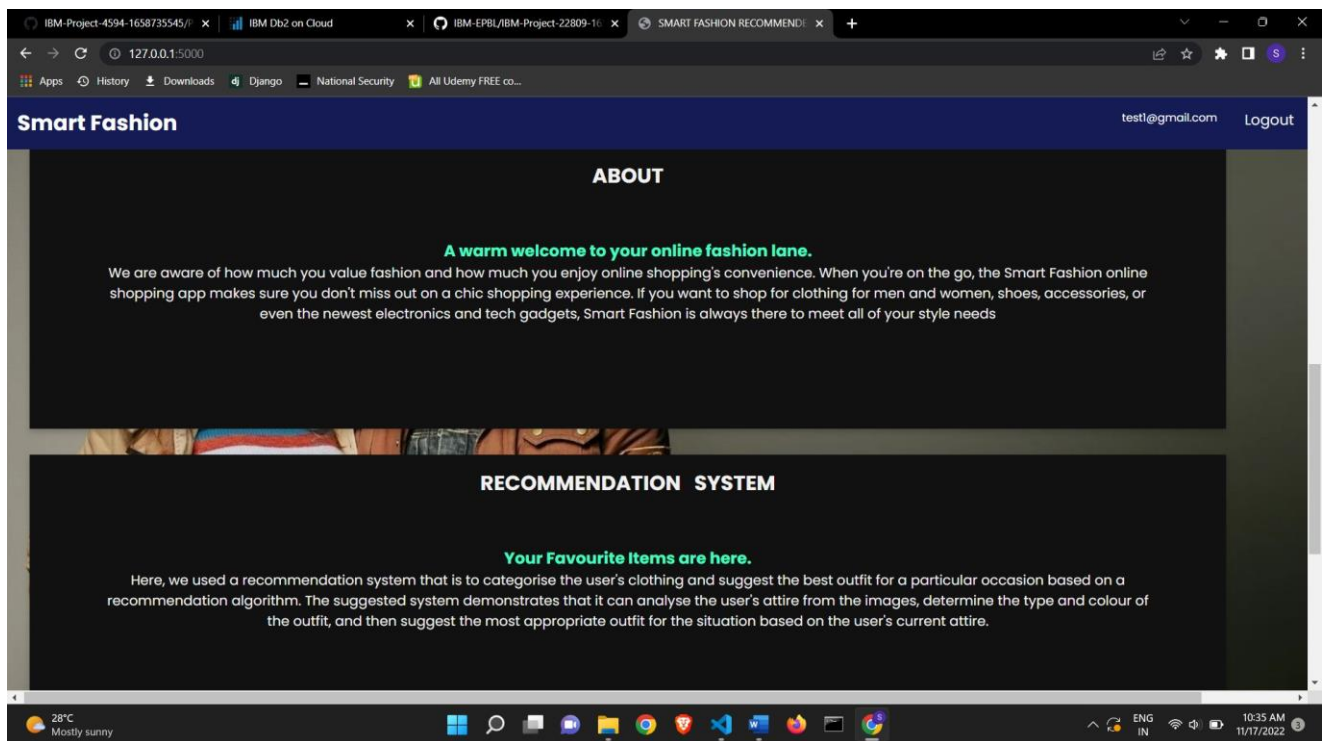 IBM-Project-4594-1658735545/P
IBM Db2 on Cloud
IBM-EPBL/IBM-Project-22809-16
SMART FASHION RECOMMENDE
127.0.0.1:5000
S
Apps
History
Downloads
dj
Django
National Security
All Udemy FREE co...
Smart Fashion
test1@gmail.com
Logout
ABOUT
A warm welcome to your online fashion lane.
We are aware of how much you value fashion and how much you enjoy online shopping's convenience. When you're on the go, the Smart Fashion online
shopping app makes sure you don't miss out on a chic shopping experience. If you want to shop for clothing for men and women, shoes, accessories, or
even the newest electronics and tech gadgets, Smart Fashion is always there to meet all of your style needs
RECOMMENDATION SYSTEM
Your Favourite Items are here.
Here, we used a recommendation system that is to categorise the user's clothing and suggest the best outfit for a particular occasion based on a
recommendation algorithm. The suggested system demonstrates that it can analyse the user's attire from the images, determine the type and colour of
the outfit, and then suggest the most appropriate outfit for the situation based on the user's current attire.
28°C
Mostly sunny
ENG
IN
10:35 AM
11/17/2022
3